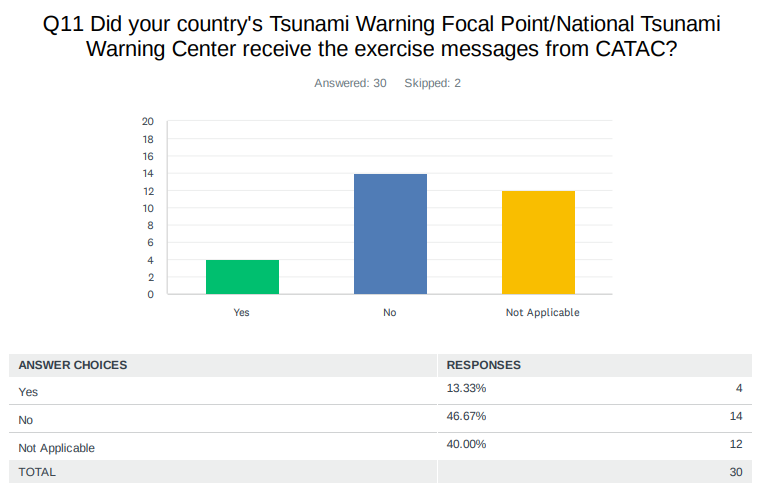 Q11 Did your country's Tsunami Warning Focal Point/National Tsunami
Warning Center receive the exercise messages from CATAC?
Answered: 30 Skipped: 2
20
18
16
14
12
10
8
6
4
2
0
Yes No Not Applicable
ANSWER CHOICES RESPONSES
Yes 13.33% 4
No 46.67% 14
Not Applicable 40.00% 12
TOTAL 30